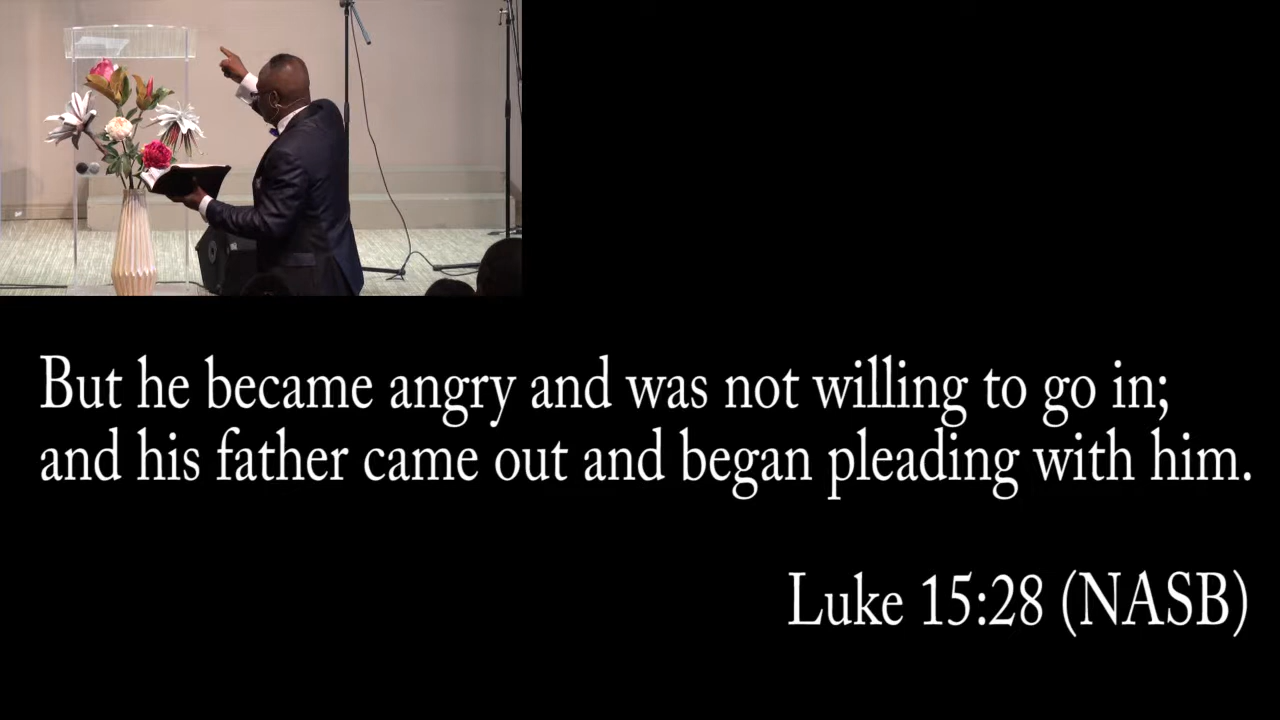 But he became angry and was not willing to go in;
and his father came out and began pleading with him.
Luke 15:28 (NASB)